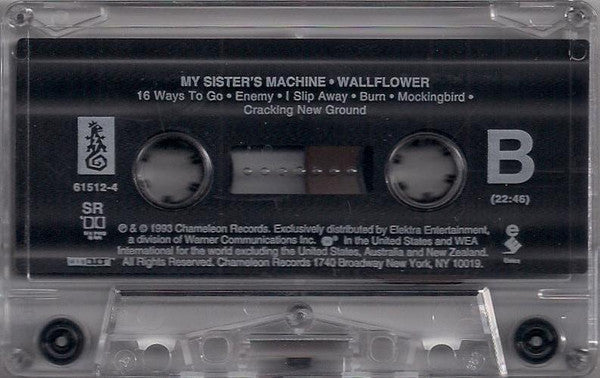 MY SISTER'S MACHINE • WALLFLOWER
16 Ways To Go • Enemy • I Slip Away • Burn • Mockingbird •
Cracking New Ground
B
61512-4
(22:46)
SR
℗ & © 1993 Chameleon Records. Exclusively distributed by Elektra Entertainment,
a division of Warner Communications Inc. In the United States and WEA
International for the world excluding the United States, Australia and New Zealand.
All Rights Reserved. Chameleon Records 1740 Broadway New York, NY 10019.